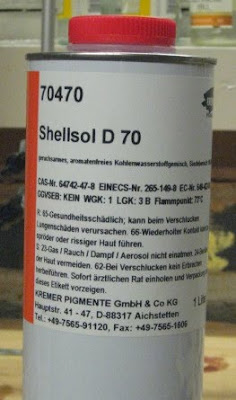 70470
Shellsol D 70
geruchsarmes, aromatenfreies Kohlenwasserstoffgemisch,
CAS-Nr. 64742-47-8 EINECS-Nr. 265-149-8 EC-Nr.
GGVSEB: KEIN WGK: 1 LGK: 3 B Flammpunkt:
R: 65-Gesundheitsschädlich; kann beim Verschlucken
Lungenschäden verursachen. 66-Wiederholter Kontakt kann zu
spröder oder rissiger Haut führen.
S: 23-Gas / Rauch / Dampf / Aerosol nicht einatmen.
der Haut vermeiden. 62-Bei Verschlucken kein Erbrechen
herbeiführen. Sofort ärztlichen Rat einholen und Verpackung
dieses Etikett vorzeigen.
KREMER PIGMENTE GmbH & Co KG
Hauptstr. 41 - 47, D-88317 Aichstetten
Tel. +49-7565-91120, Fax: +49-7565-1606